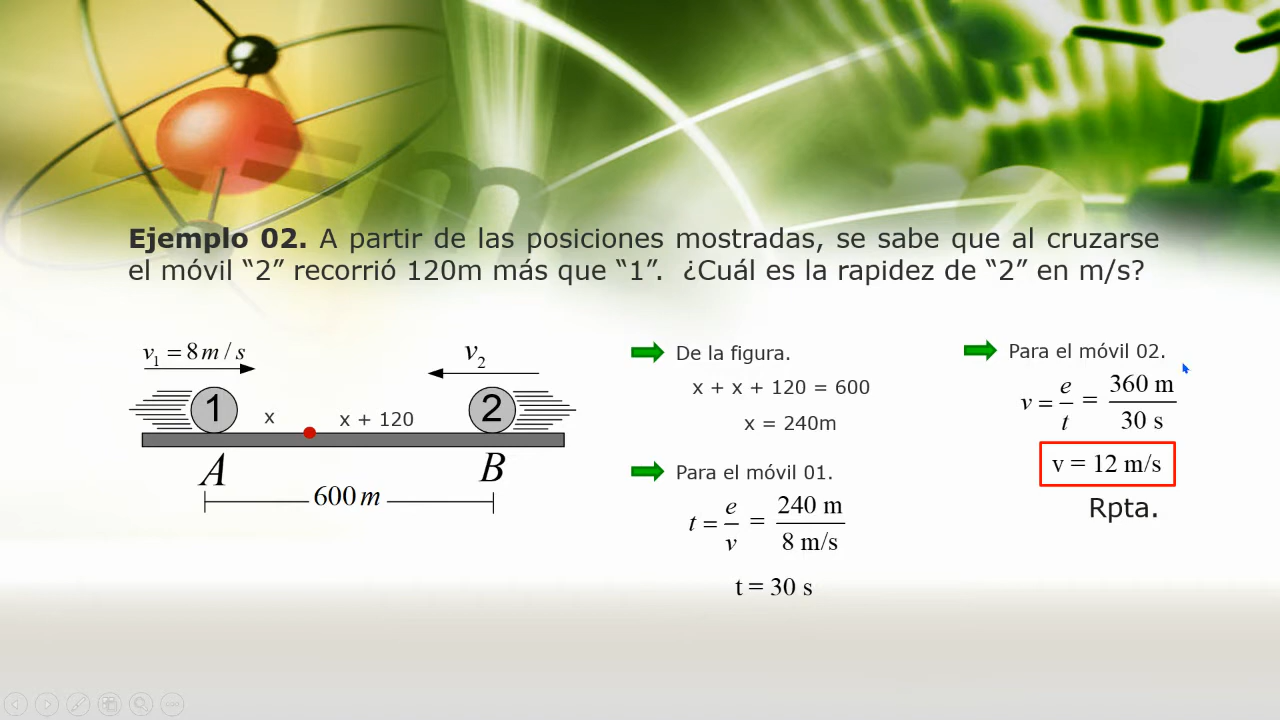 Ejemplo 02. A partir de las posiciones mostradas, se sabe que al cruzarse
el móvil “2” recorrió 120m más que “1”. ¿Cuál es la rapidez de “2” en m/s?
v₁ = 8 m / s
v₂
1
2
x
x + 120
A
B
600 m
De la figura.
x + x + 120 = 600
x = 240m
Para el móvil 01.
t = e/v = 240 m / 8 m/s
t = 30 s
Para el móvil 02.
v = e/t = 360 m / 30 s
v = 12 m/s
Rpta.